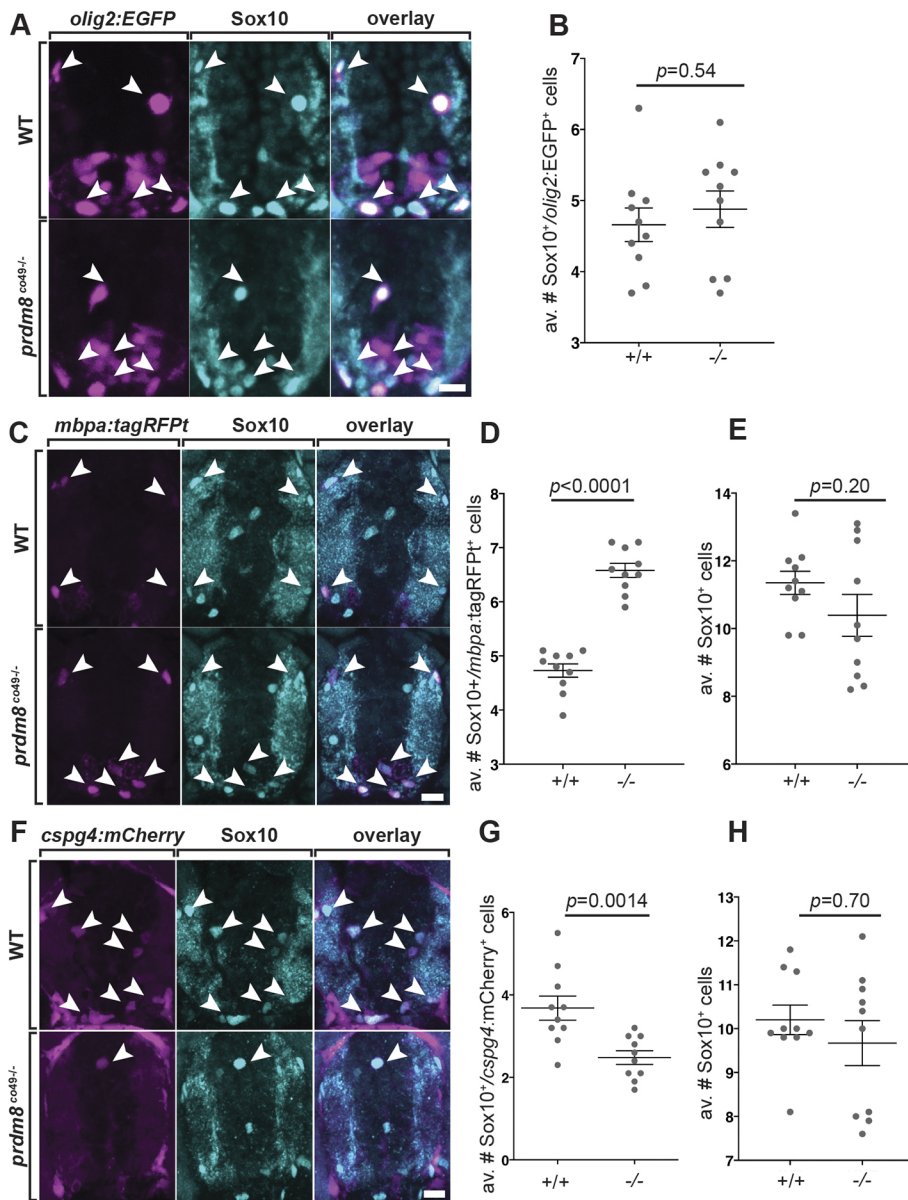 A
olig2:EGFP
Sox10
overlay
WT
prdm8 co49-/-
B
p=0.54
av. # Sox10+/olig2:EGFP+ cells
7
6
5
4
3
+/+
-/-
C
mbpa:tagRFPt
Sox10
overlay
WT
prdm8 co49-/-
D
p<0.0001
av. # Sox10+/mbpa:tagRFPt+ cells
8
7
6
5
4
3
+/+
-/-
E
p=0.20
av. # Sox10+ cells
14
12
10
8
6
+/+
-/-
F
cspg4:mCherry
Sox10
overlay
WT
prdm8 co49-/-
G
p=0.0014
av. # Sox10+/cspg4:mCherry+ cells
6
4
2
0
+/+
-/-
H
p=0.70
av. # Sox10+ cells
13
12
11
10
9
8
7
+/+
-/-